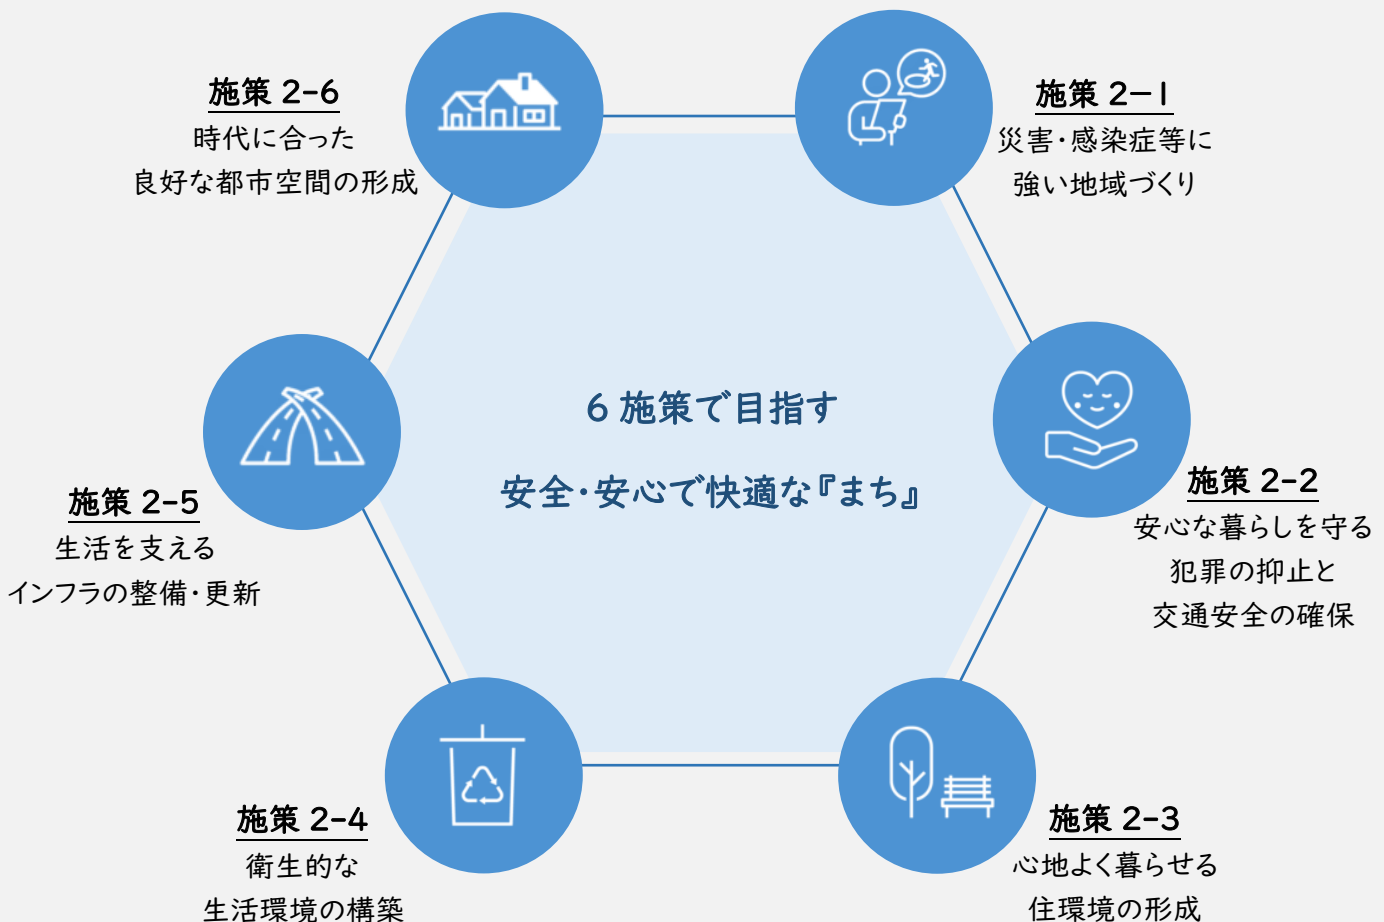 施策 2-6
時代に合った
良好な都市空間の形成
施策 2-1
災害・感染症等に
強い地域づくり
6 施策で目指す
安全・安心で快適な『まち』
施策 2-2
安心な暮らしを守る
犯罪の抑止と
交通安全の確保
施策 2-5
生活を支える
インフラの整備・更新
施策 2-4
衛生的な
生活環境の構築
施策 2-3
心地よく暮らせる
住環境の形成